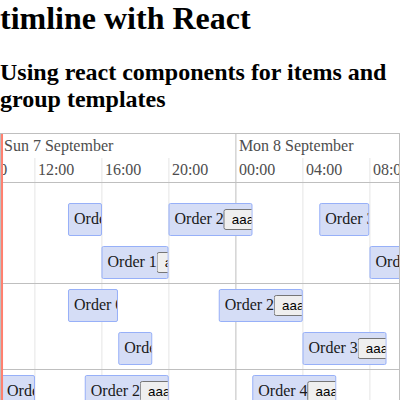 timline with React
Using react components for items and
group templates
Sun 7 September
Mon 8 September
12:00
16:00
20:00
00:00
04:00
Order 2
aaa
Order
Order 1
Order
Order 2
aaa
Order 3
aaa
Order 2
aaa
Order 4
aaa